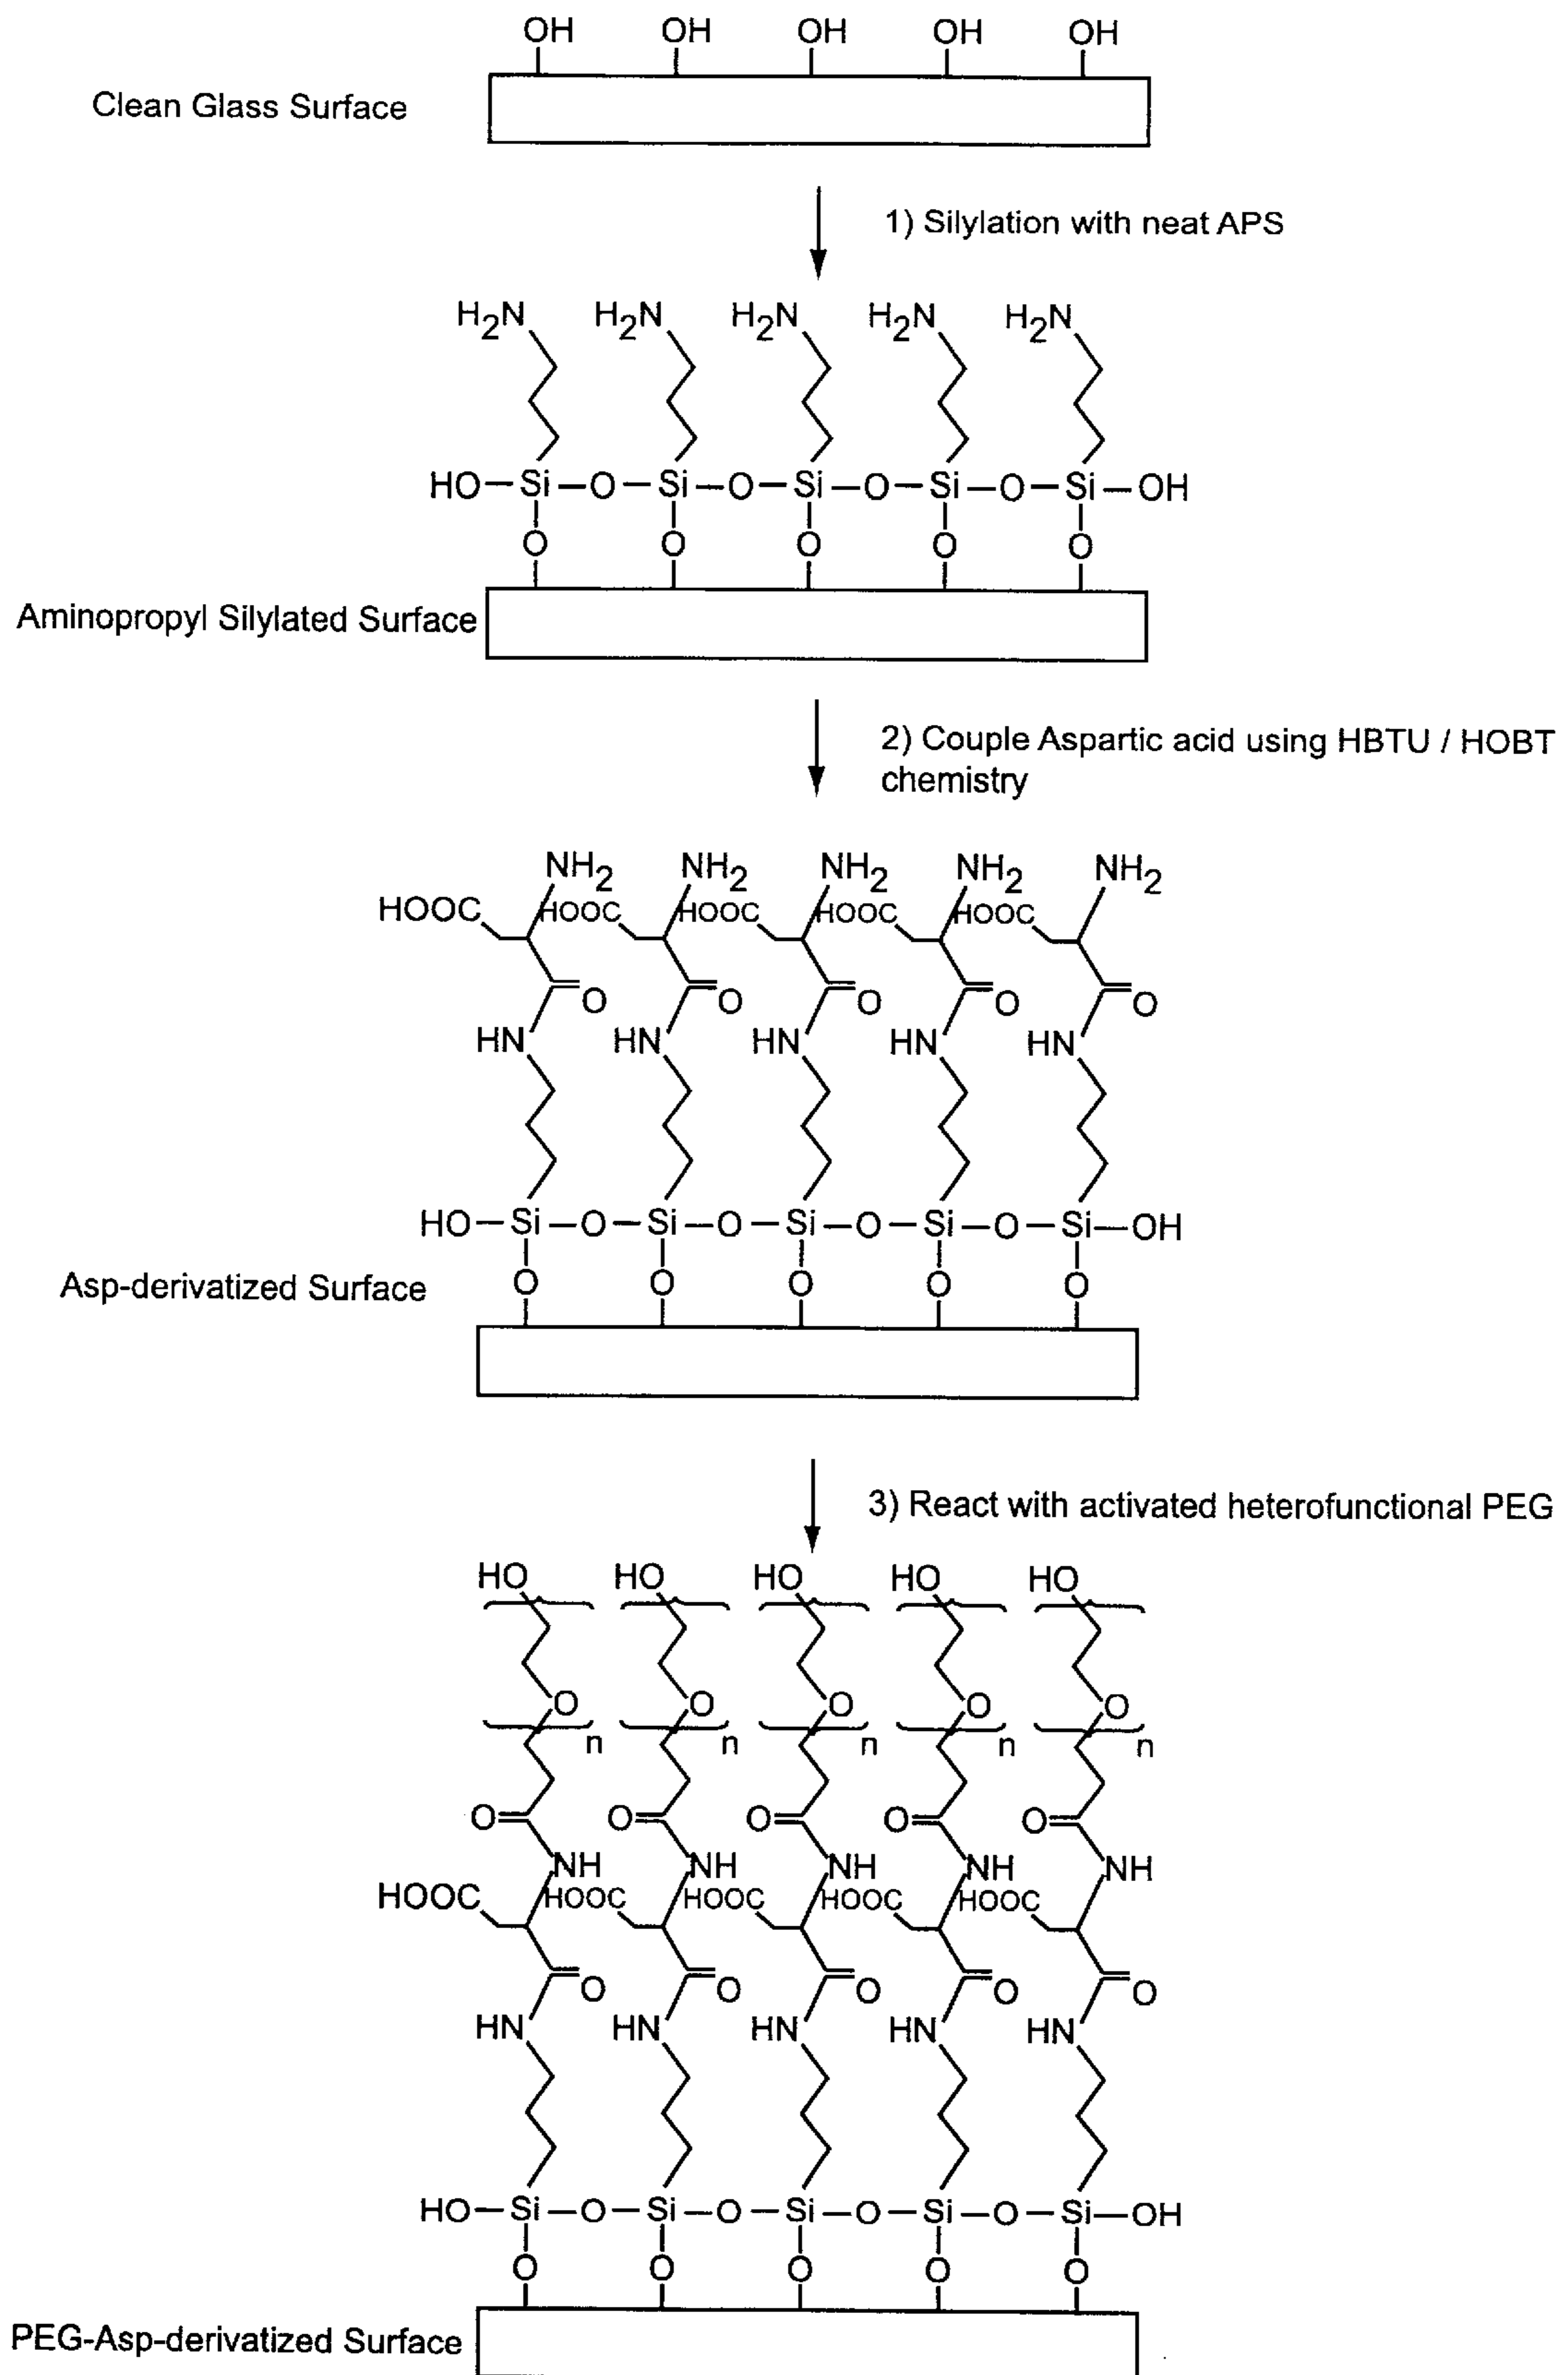 OH OH OH OH OH
Clean Glass Surface
1) Silylation with neat APS
H2N H2N H2N H2N H2N
HO Si O Si O Si O Si O Si OH
O O O O O
Aminopropyl Silylated Surface
2) Couple Aspartic acid using HBTU / HOBT
chemistry
NH2 NH2 NH2 NH2 NH2
HOOC HOOC HOOC HOOC HOOC
O O O O O
HN HN HN HN HN
HO Si O Si O Si O Si O Si OH
O O O O O
Asp-derivatized Surface
3) React with activated heterofunctional PEG
HO HO HO HO HO
O O O O O
n n n n n
O O O O O
NH NH NH NH NH
HOOC HOOC HOOC HOOC HOOC
O O O O O
HN HN HN HN HN
HO Si O Si O Si O Si O Si OH
O O O O O
PEG-Asp-derivatized Surface